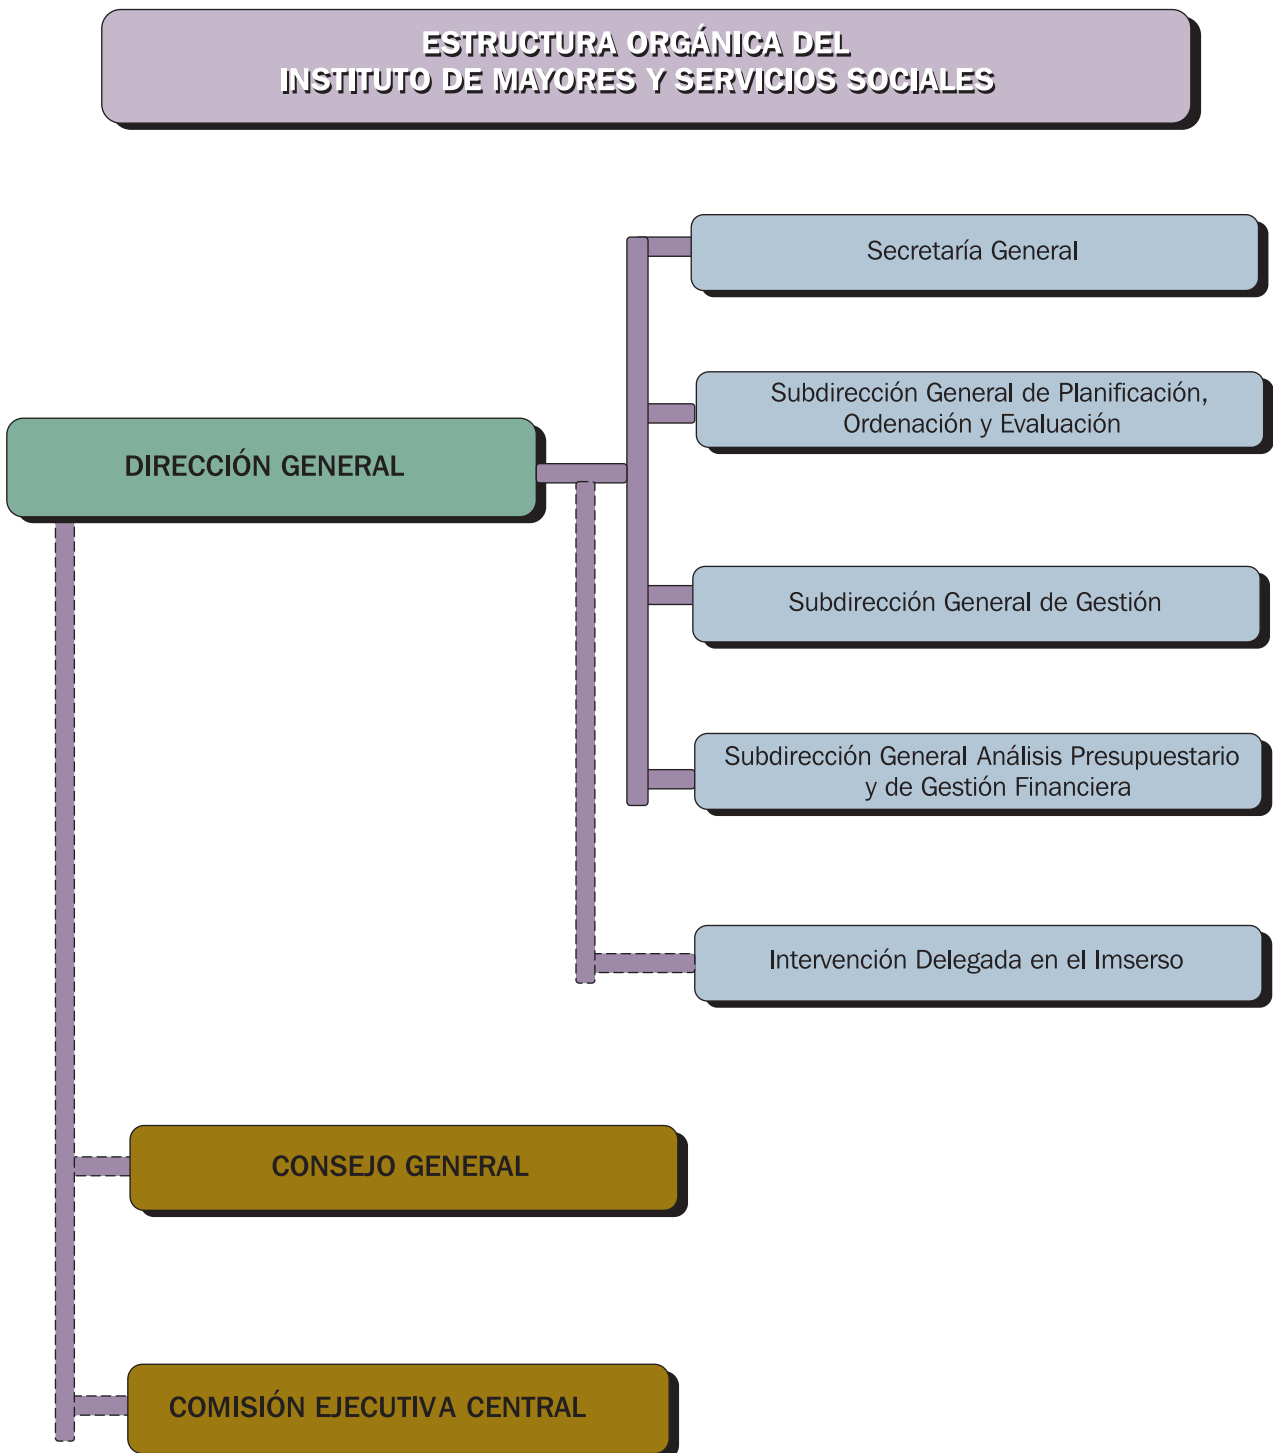 ESTRUCTURA ORGÁNICA DEL
INSTITUTO DE MAYORES Y SERVICIOS SOCIALES
Secretaría General
Subdirección General de Planificación,
Ordenación y Evaluación
DIRECCIÓN GENERAL
Subdirección General de Gestión
Subdirección General Análisis Presupuestario
y de Gestión Financiera
Intervención Delegada en el Imserso
CONSEJO GENERAL
COMISIÓN EJECUTIVA CENTRAL